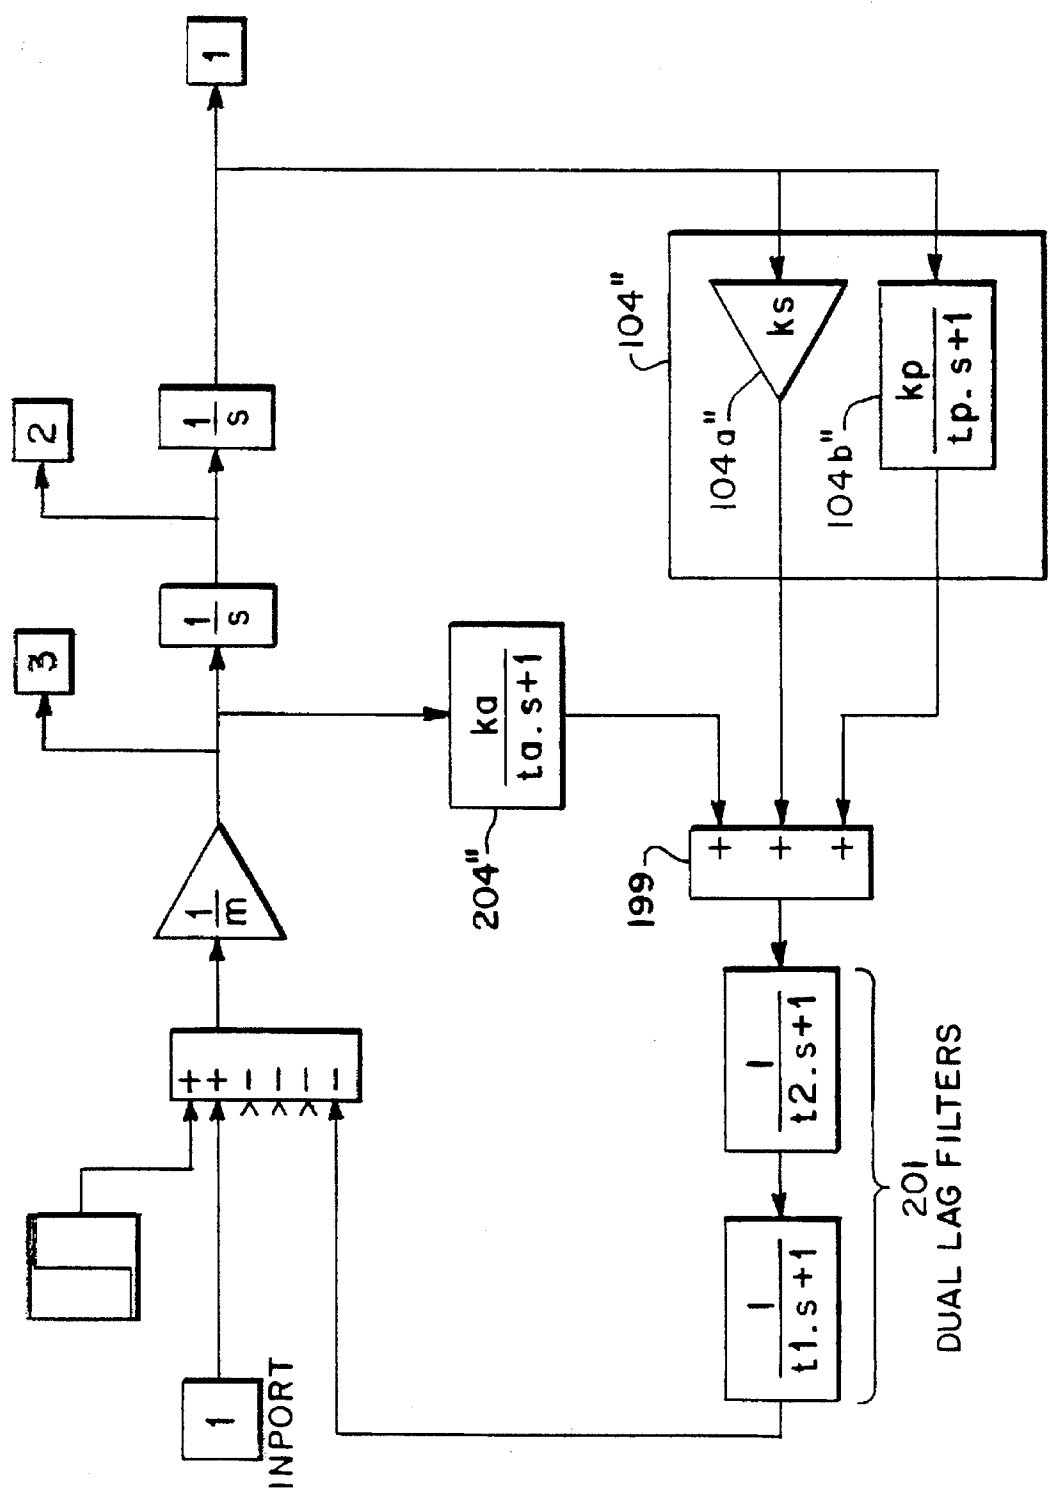 1
INPORT
+
+
-
-
-
-
1
m
3
1
s
2
1
s
1
ka
ta.s+1
204"
104"
ks
104a"
kp
tp.s+1
104b"
199
+
+
+
1
t2.s+1
1
t1.s+1
201
DUAL LAG FILTERS